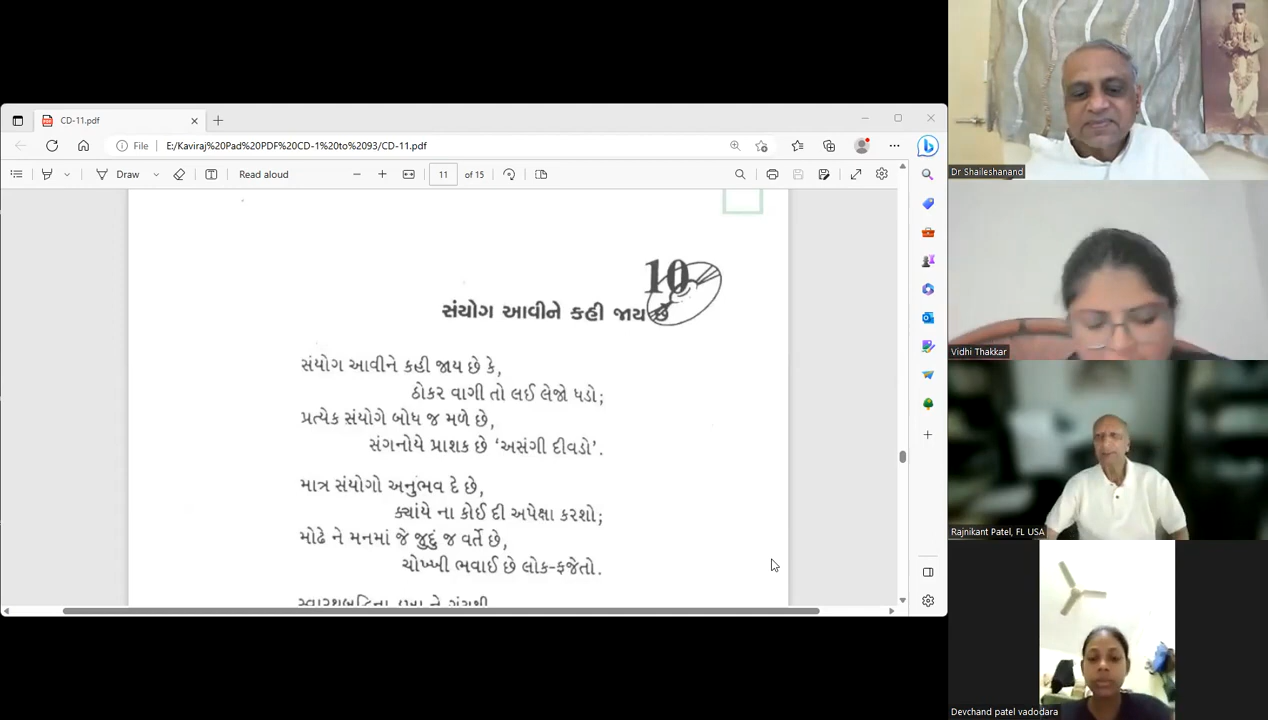 CD-11.pdf
File
E:/Kaviraj%20Pad%20PDF%20CD-1%20to%2093/CD-11.pdf
Draw
Read aloud
11
of 15
10
સંયોગ આવીને કહી જાય છે
સંયોગ આવીને કહી જાય છે કે,
ઠોકર વાગી તો લઈ લેજો ધડો;
પ્રત્યેક સંયોગે બોધ જ મળે છે,
સંગનોયે પ્રાશક છે ‘અસંગી દીવડો’.
માત્ર સંયોગો અનુભવ દે છે,
ક્યાંયે ના કોઈ દી અપેક્ષા કરશો;
મોઢે ને મનમાં જે જુદું જ વર્તે છે,
ચોખ્ખી ભવાઈ છે લોક-ફજેતો.
Dr Shaileshanand
Vidhi Thakkar
Rajnikant Patel, FL USA
Devchand patel vadodara